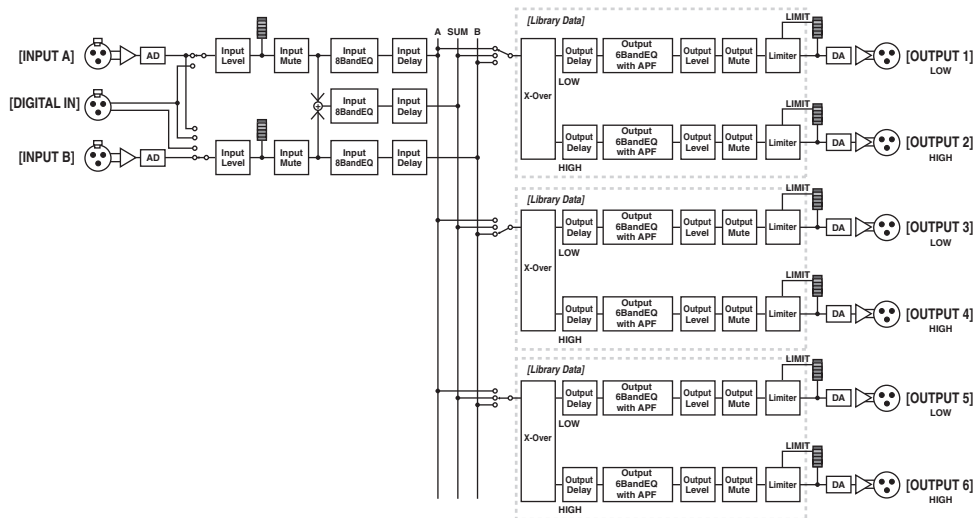 [INPUT A]
AD
Input Level
Input Mute
Input 8BandEQ
Input Delay
[DIGITAL IN]
Input 8BandEQ
Input Delay
[INPUT B]
AD
Input Level
Input Mute
Input 8BandEQ
Input Delay
A SUM B
[Library Data]
X-Over
LOW
Output Delay
Output 6BandEQ with APF
Output Level
Output Mute
Limiter
LIMIT
DA
[OUTPUT 1]
LOW
HIGH
Output Delay
Output 6BandEQ with APF
Output Level
Output Mute
Limiter
LIMIT
DA
[OUTPUT 2]
HIGH
[Library Data]
X-Over
LOW
Output Delay
Output 6BandEQ with APF
Output Level
Output Mute
Limiter
LIMIT
DA
[OUTPUT 3]
LOW
HIGH
Output Delay
Output 6BandEQ with APF
Output Level
Output Mute
Limiter
LIMIT
DA
[OUTPUT 4]
HIGH
[Library Data]
X-Over
LOW
Output Delay
Output 6BandEQ with APF
Output Level
Output Mute
Limiter
LIMIT
DA
[OUTPUT 5]
LOW
HIGH
Output Delay
Output 6BandEQ with APF
Output Level
Output Mute
Limiter
LIMIT
DA
[OUTPUT 6]
HIGH